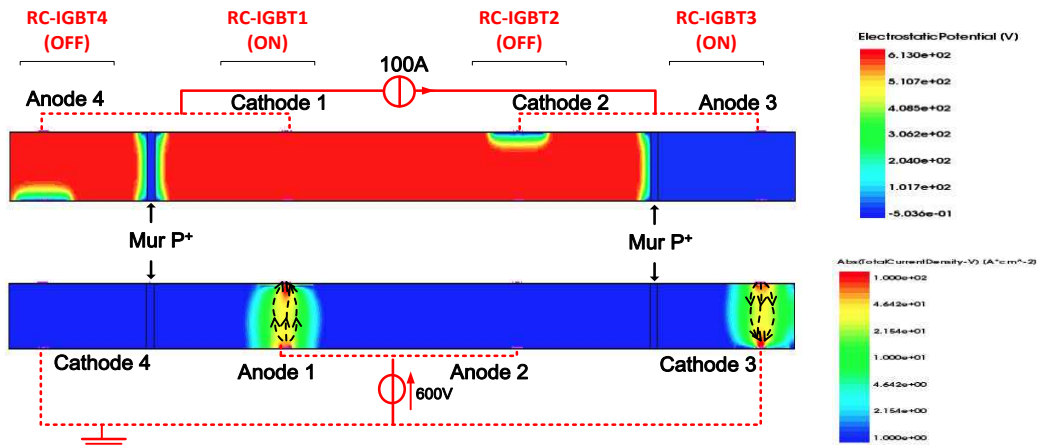 RC-IGBT4
(OFF)
RC-IGBT1
(ON)
RC-IGBT2
(OFF)
RC-IGBT3
(ON)
100A
Anode 4
Cathode 1
Cathode 2
Anode 3
Mur P+
Mur P+
Cathode 4
Anode 1
Anode 2
Cathode 3
600V
Electrostatic Potential (V)
6.130e+02
5.107e+02
4.085e+02
3.062e+02
2.040e+02
1.017e+02
-5.036e-01
Abs(TotalCurrentDensity-V) (A*cm^-2)
1.000e+02
4.642e+01
2.154e+01
1.000e+01
4.642e+00
2.154e+00
1.000e+00